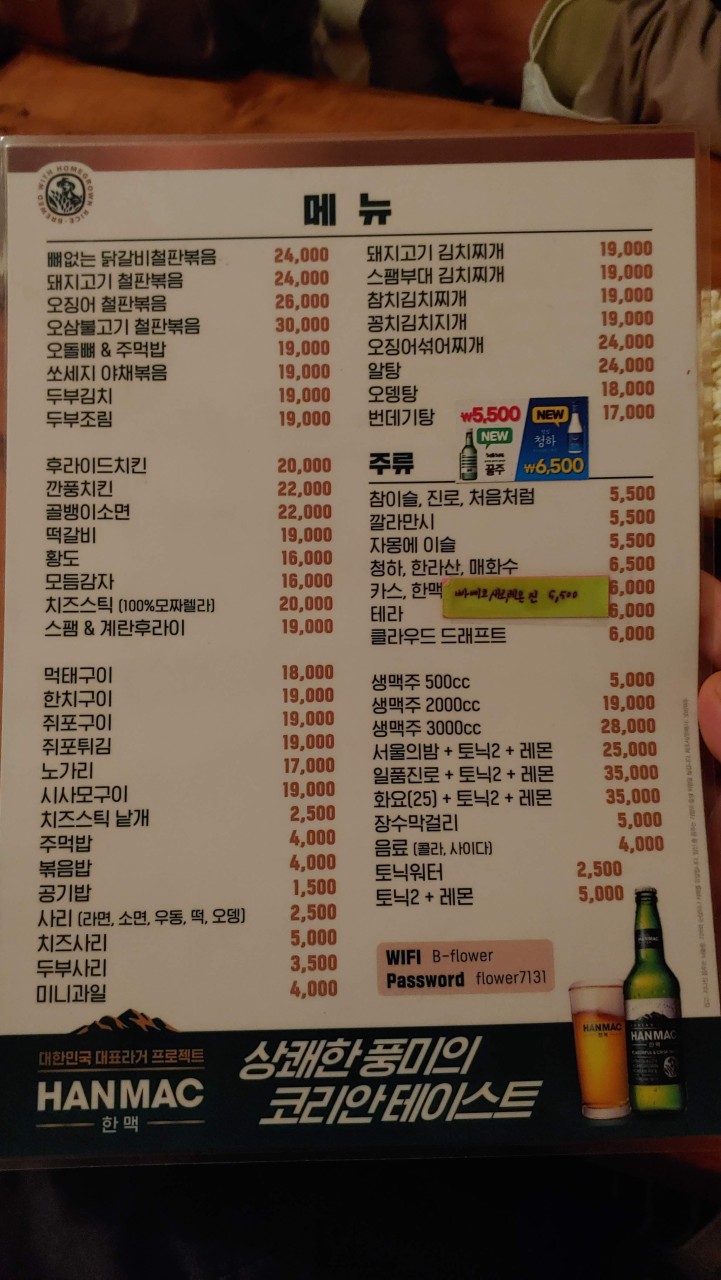 BREWED WITH HOMEGROWN RICE
메뉴
뼈없는 닭갈비철판볶음 24,000
돼지고기 철판볶음 24,000
오징어 철판볶음 26,000
오삼불고기 철판볶음 30,000
오돌뼈 & 주먹밥 19,000
쏘세지 야채볶음 19,000
두부김치 19,000
두부조림 19,000
후라이드치킨 20,000
깐풍치킨 22,000
골뱅이소면 22,000
떡갈비 19,000
황도 16,000
모듬감자 16,000
치즈스틱 (100%모짜렐라) 20,000
스팸 & 계란후라이 19,000
먹태구이 18,000
한치구이 19,000
쥐포구이 19,000
쥐포튀김 19,000
노가리 17,000
시사모구이 19,000
치즈스틱 낱개 2,500
주먹밥 4,000
볶음밥 4,000
공기밥 1,500
사리 (라면, 소면, 우동, 떡, 오뎅) 2,500
치즈사리 5,000
두부사리 3,500
미니과일 4,000
돼지고기 김치찌개 19,000
스팸부대 김치찌개 19,000
참치김치찌개 19,000
꽁치김치지개 19,000
오징어섞어찌개 24,000
알탕 24,000
오뎅탕 18,000
번데기탕 17,000
₩5,500 NEW
NEW 청하
꿀주 ₩6,500
주류
참이슬, 진로, 처음처럼 5,500
깔라만시 5,500
자몽에 이슬 5,500
청하, 한라산, 매화수 6,500
카스, 한맥 6,000
테라 6,000
클라우드 드래프트 6,000
생맥주 500cc 5,000
생맥주 2000cc 19,000
생맥주 3000cc 28,000
서울의밤 + 토닉2 + 레몬 25,000
일품진로 + 토닉2 + 레몬 35,000
화요(25) + 토닉2 + 레몬 35,000
장수막걸리 5,000
음료 (콜라, 사이다) 4,000
토닉워터 2,500
토닉2 + 레몬 5,000
WIFI B-flower
Password flower7131
대한민국 대표라거 프로젝트
HANMAC
한맥
상쾌한 풍미의
코리안 테이스트
HANMAC
한맥
HANMAC
HANMAC
한맥